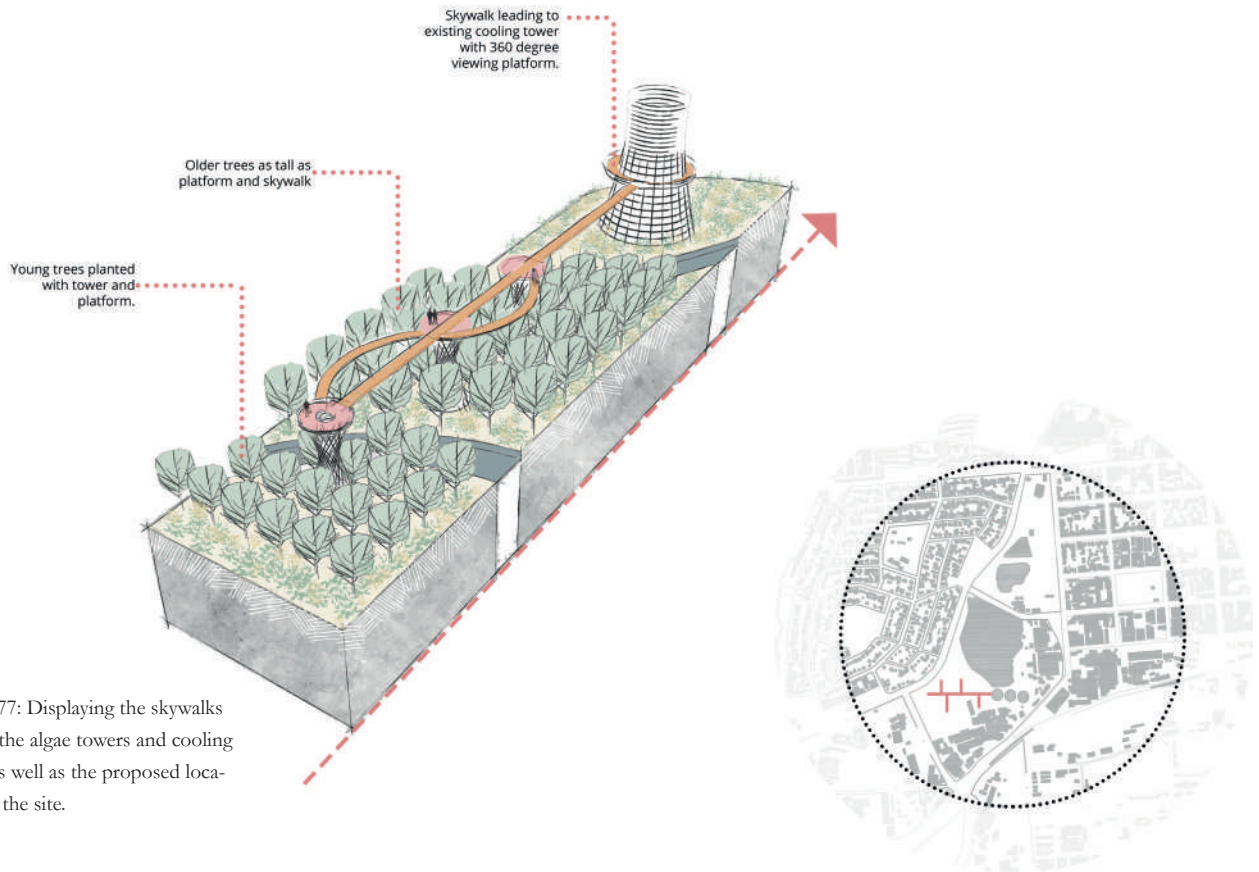 Skywalk leading to
existing cooling tower
with 360 degree
viewing platform.
Older trees as tall as
platform and skywalk
Young trees planted
with tower and
platform.
77: Displaying the skywalks
the algae towers and cooling
s well as the proposed loca-
the site.